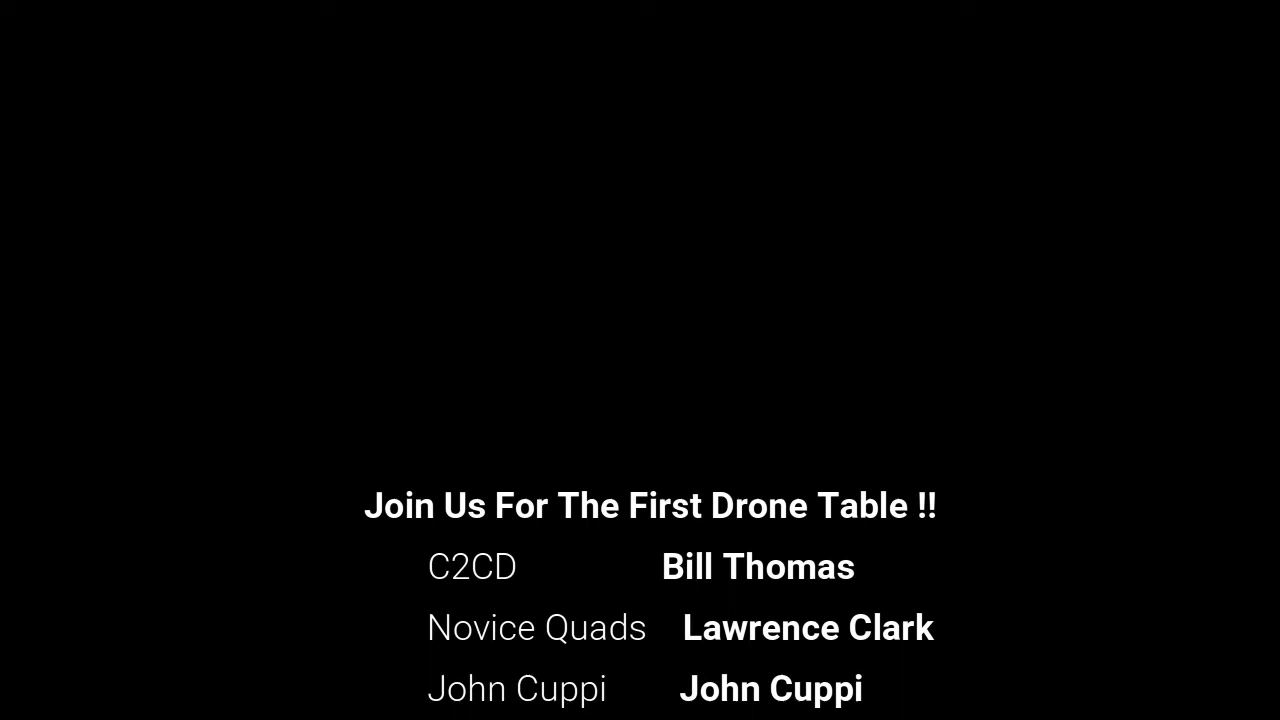 Join Us For The First Drone Table !!
C2CD Bill Thomas
Novice Quads Lawrence Clark
John Cuppi John Cuppi